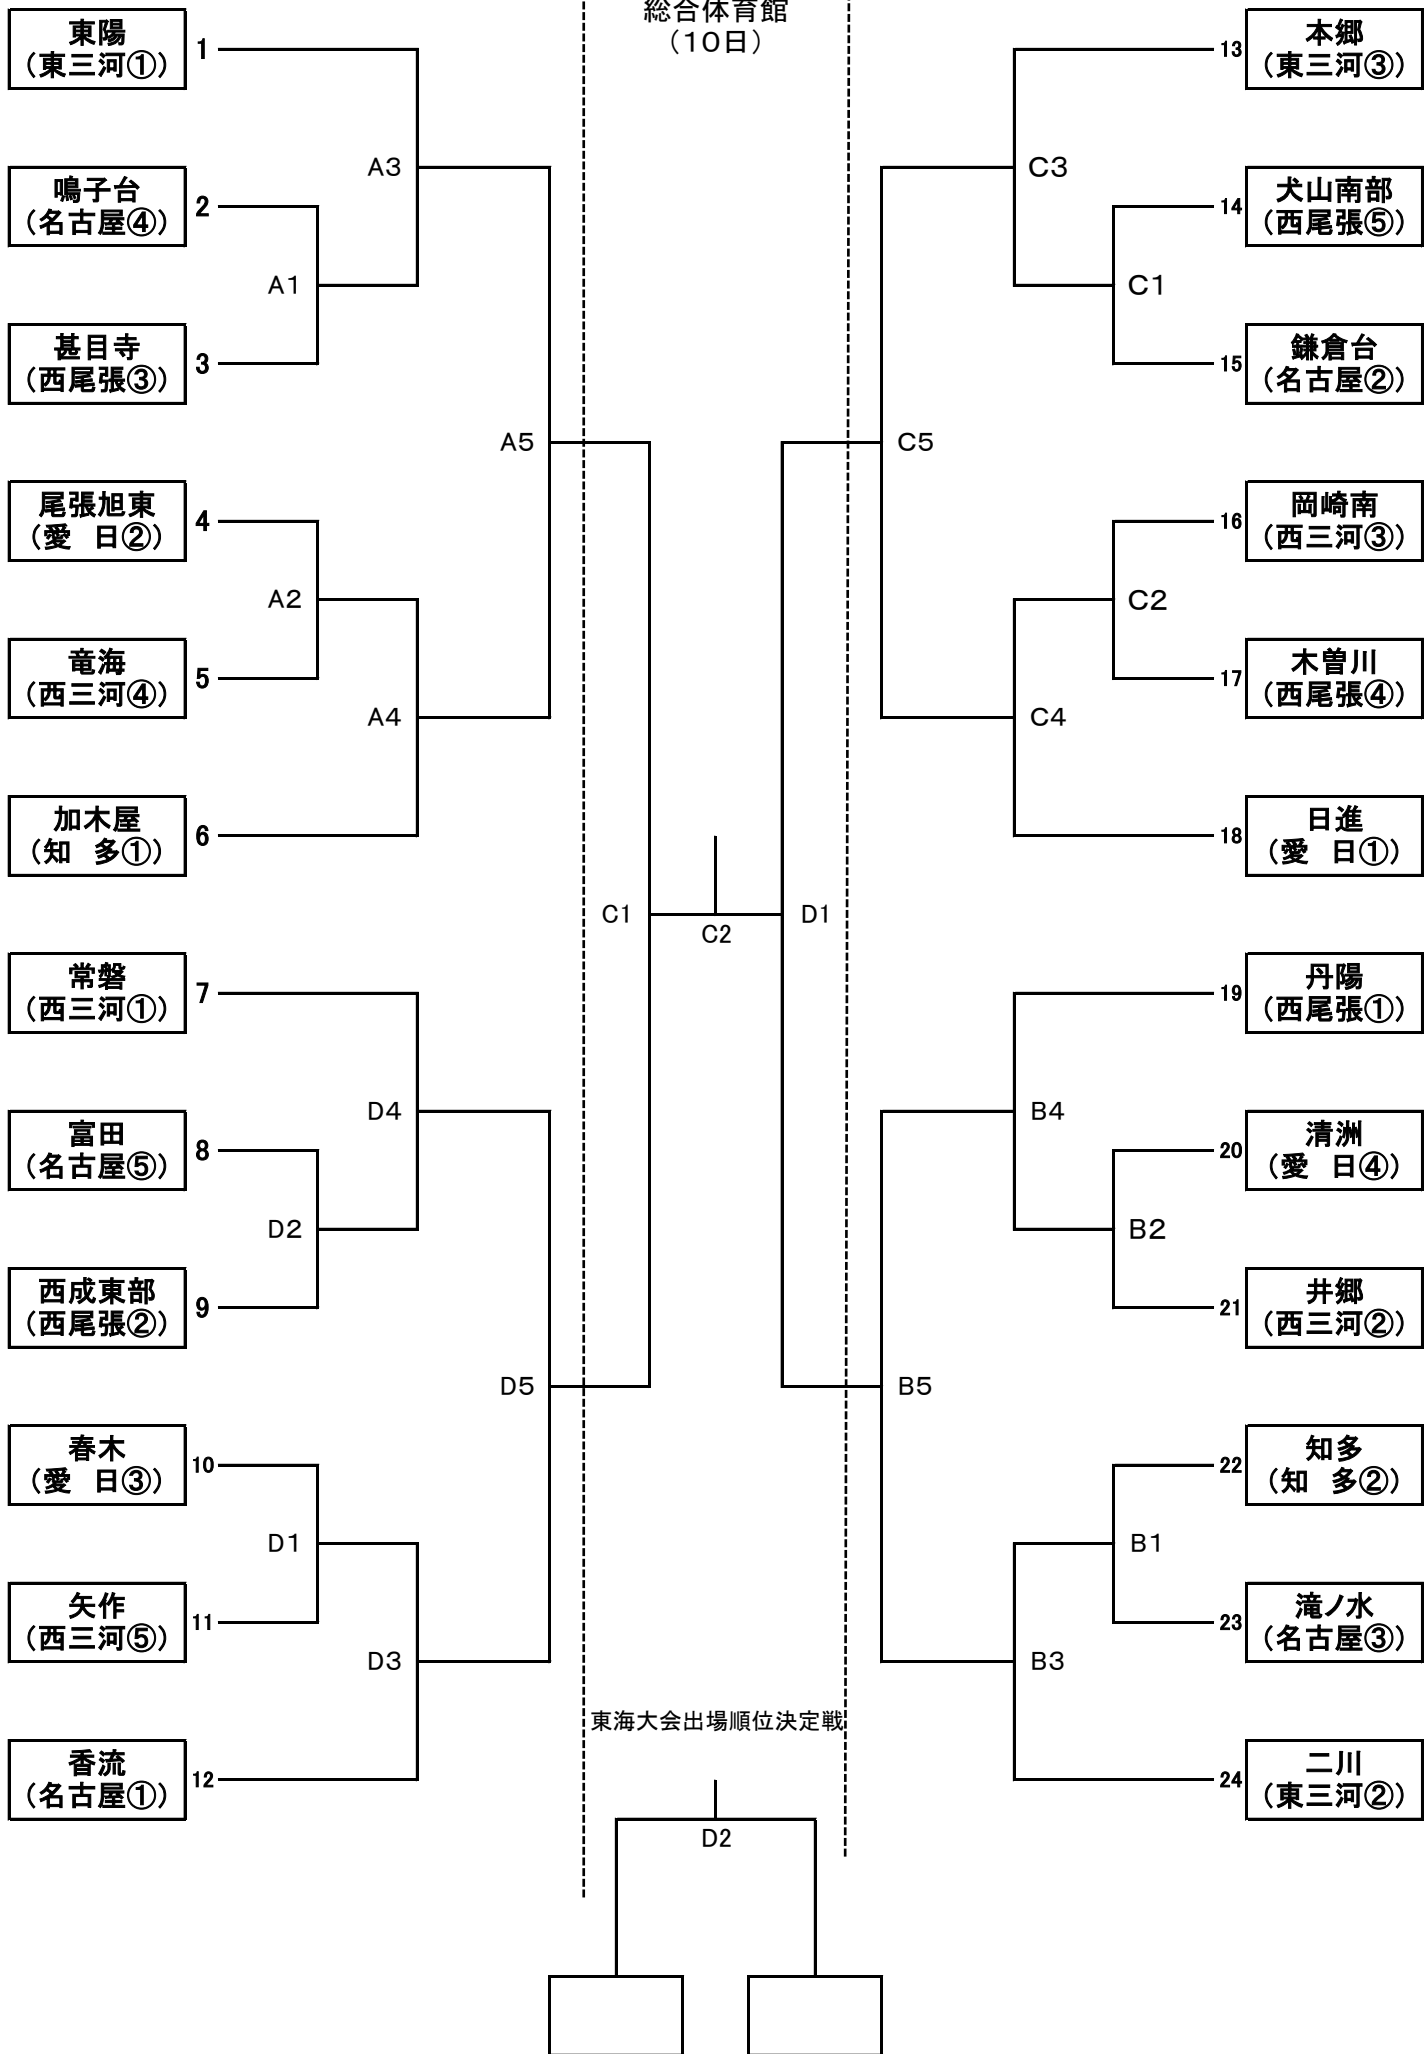 総合体育館
（10日）
東陽
（東三河①）
1
A3
鳴子台
（名古屋④）
2
A1
甚目寺
（西尾張③）
3
A5
尾張旭東
（愛　日②）
4
A2
竜海
（西三河④）
5
A4
加木屋
（知　多①）
6
C1
C2
D1
常磐
（西三河①）
7
D4
富田
（名古屋⑤）
8
D2
西成東部
（西尾張②）
9
D5
春木
（愛　日③）
10
D1
矢作
（西三河⑤）
11
D3
香流
（名古屋①）
12
13
本郷
（東三河③）
C3
14
犬山南部
（西尾張⑤）
C1
15
鎌倉台
（名古屋②）
C5
16
岡崎南
（西三河③）
C2
17
木曽川
（西尾張④）
C4
18
日進
（愛　日①）
19
丹陽
（西尾張①）
B4
20
清洲
（愛　日④）
B2
21
井郷
（西三河②）
B5
22
知多
（知　多②）
B1
23
滝ノ水
（名古屋③）
B3
24
二川
（東三河②）
東海大会出場順位決定戦
D2